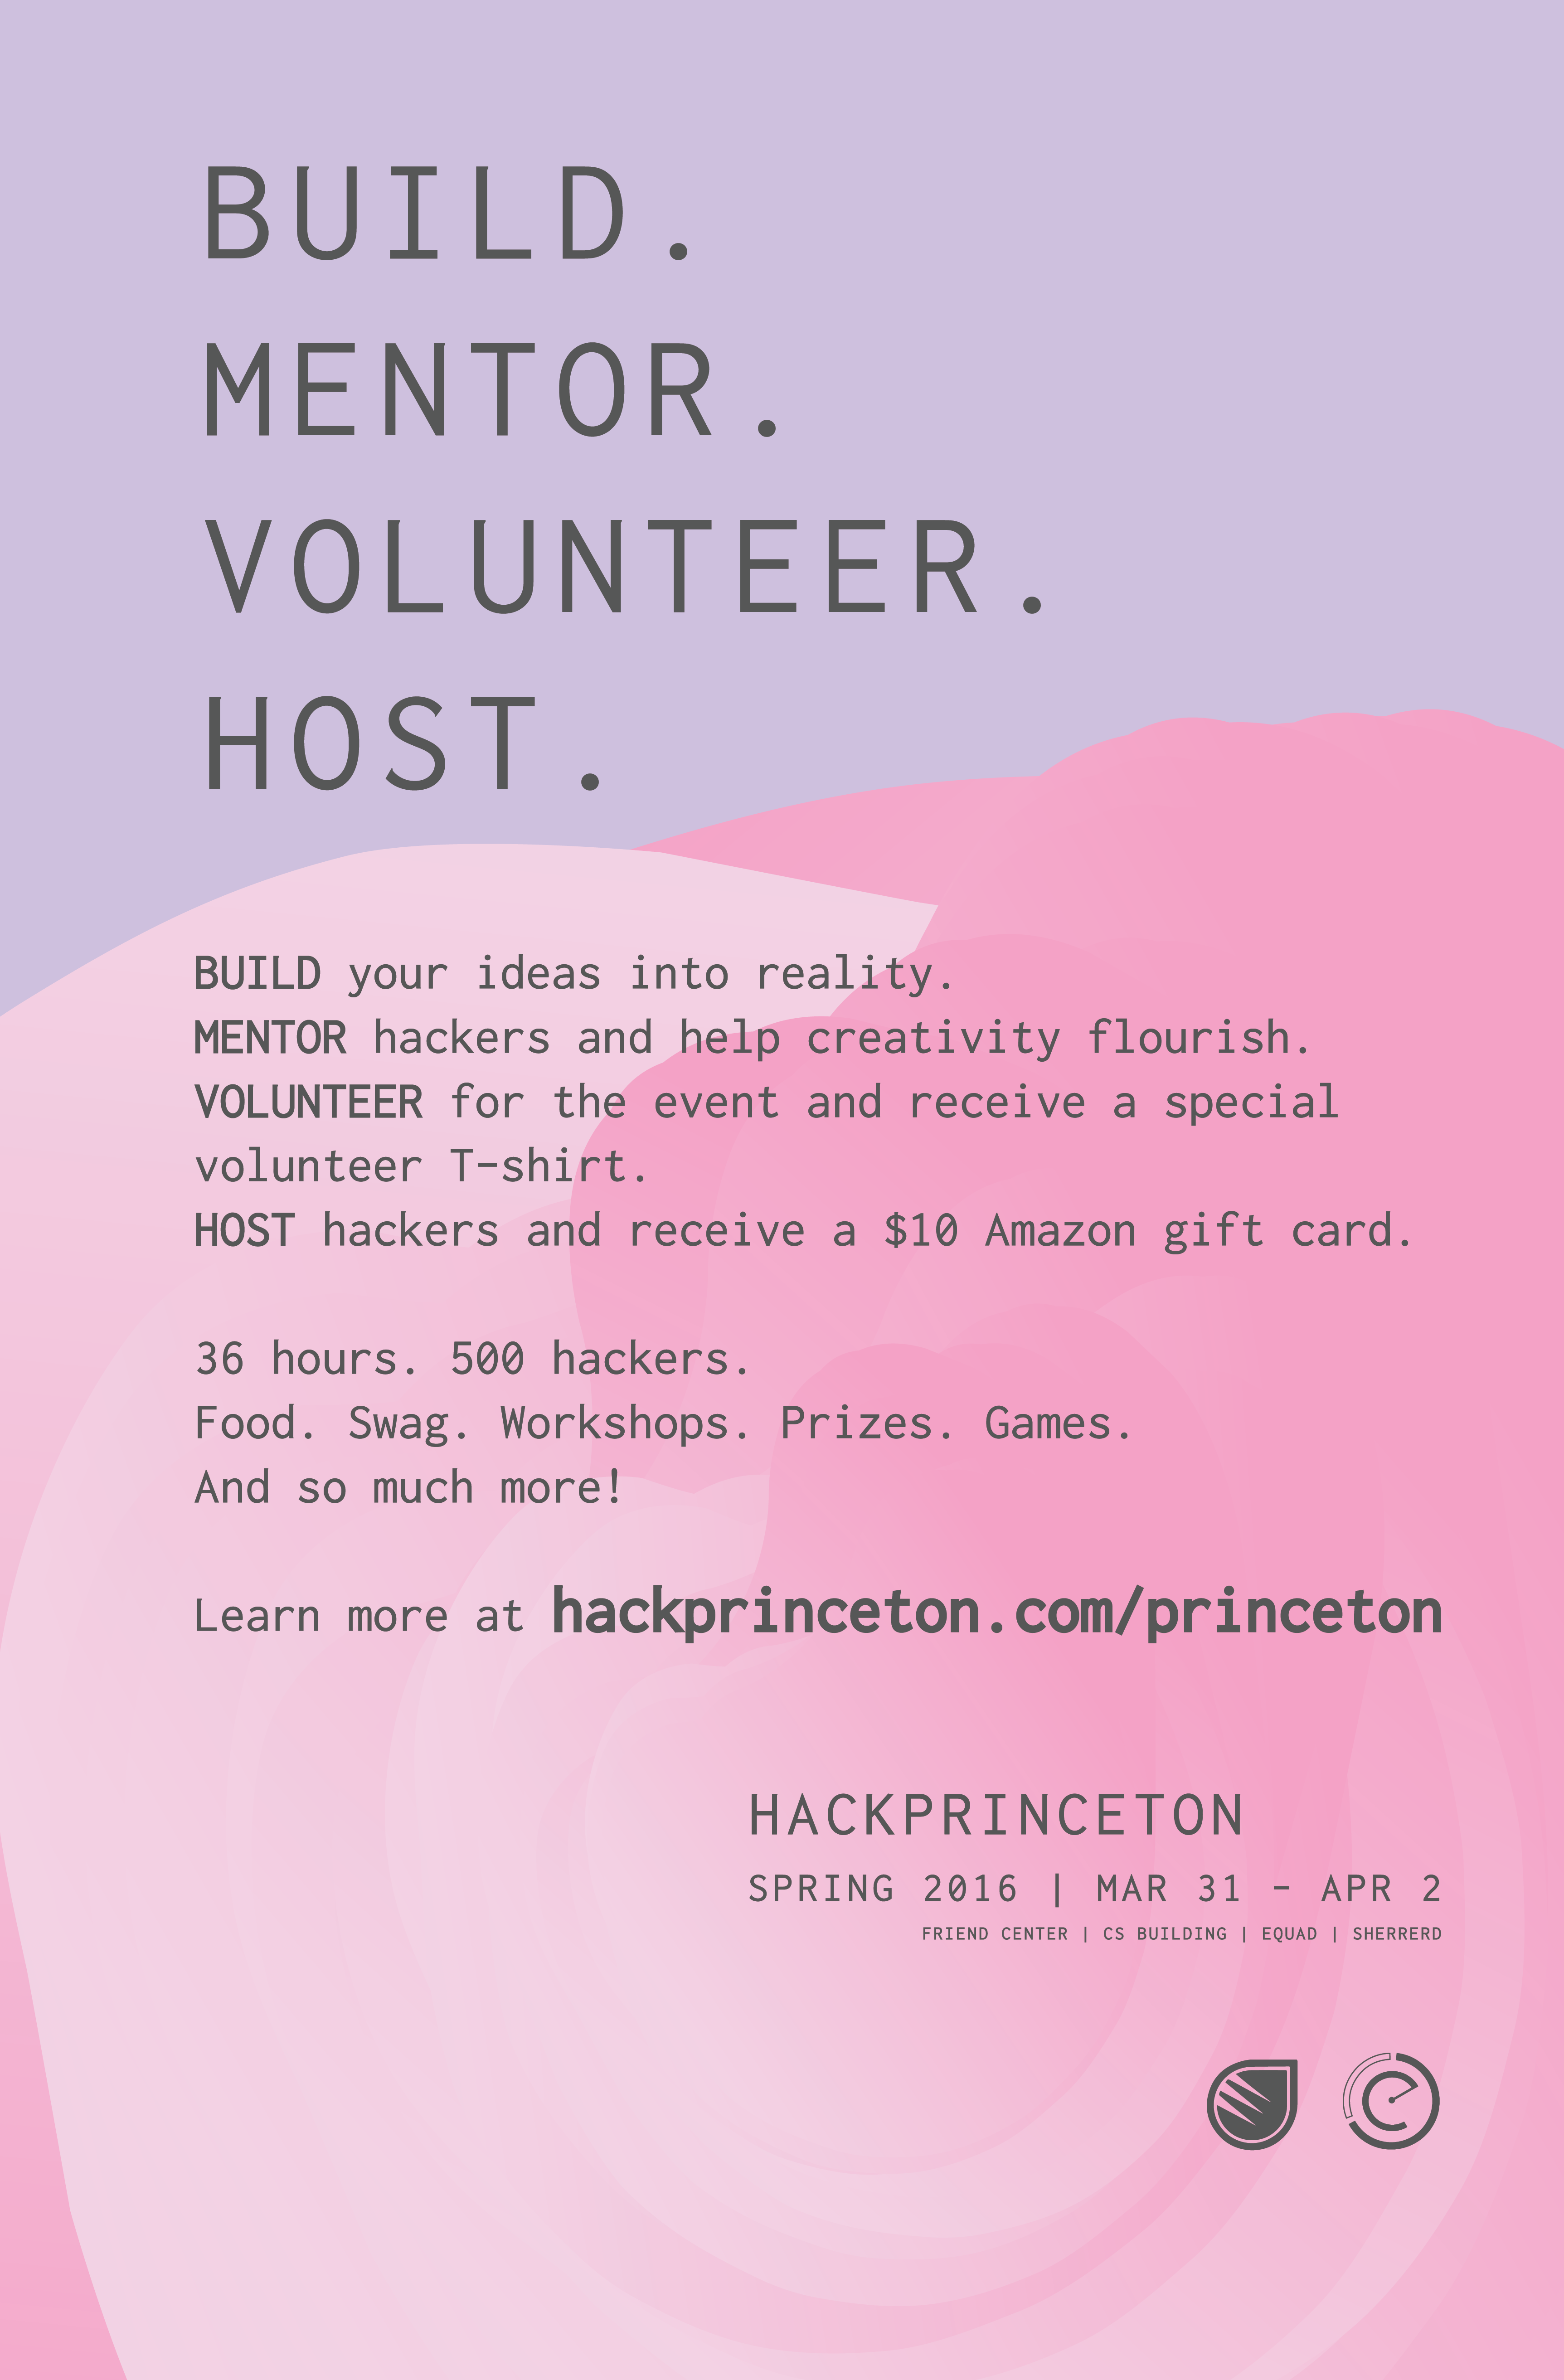 BUILD.
MENTOR.
VOLUNTEER.
HOST.
BUILD your ideas into reality.
MENTOR hackers and help creativity flourish.
VOLUNTEER for the event and receive a special
volunteer T-shirt.
HOST hackers and receive a $10 Amazon gift card.
36 hours. 500 hackers.
Food. Swag. Workshops. Prizes. Games.
And so much more!
Learn more at hackprinceton.com/princeton
HACKPRINCETON
SPRING 2016 | MAR 31 - APR 2
FRIEND CENTER | CS BUILDING | EQUAD | SHERRERD